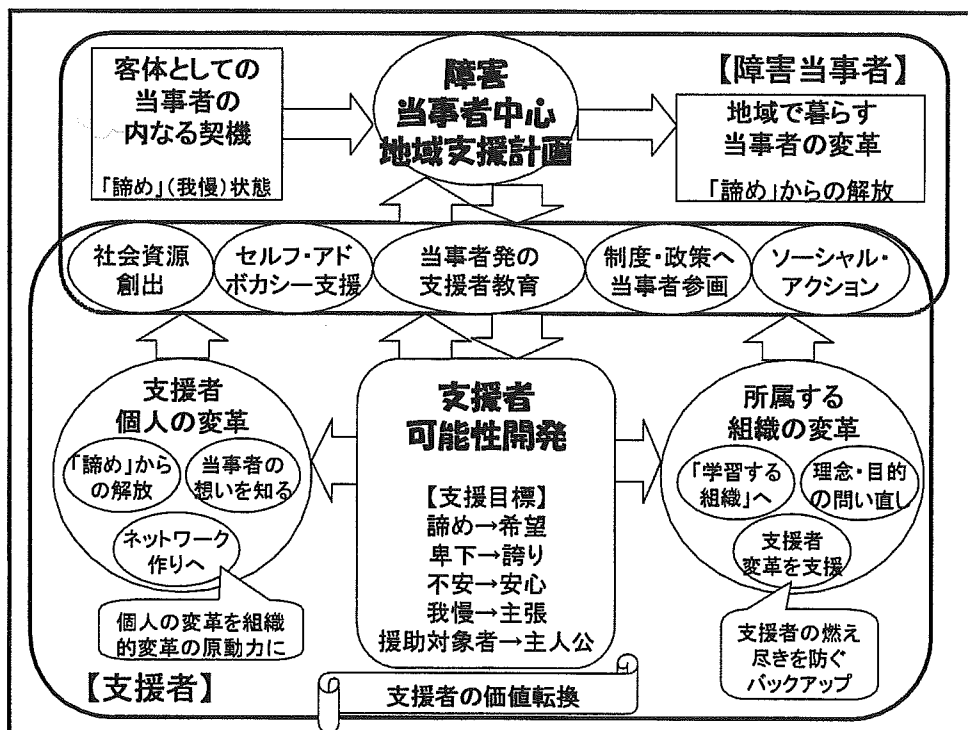 客体としての
当事者の
内なる契機
「諦め」(我慢)状態
障害
当事者中心
地域支援計画
【障害当事者】
地域で暮らす
当事者の変革
「諦め」からの解放
社会資源
創出
セルフ・アド
ボカシー支援
当事者発の
支援者教育
制度・政策へ
当事者参画
ソーシャル・
アクション
支援者
個人の変革
「諦め」から
の解放
当事者の
想いを知る
ネットワーク
作りへ
個人の変革を組織
的変革の原動力に
【支援者】
支援者
可能性開発
【支援目標】
諦め→希望
卑下→誇り
不安→安心
我慢→主張
援助対象者→主人公
支援者の価値転換
所属する
組織の変革
「学習する
組織」へ
理念・目的
の問い直し
支援者
変革を支援
支援者の燃え
尽きを防ぐ
バックアップ